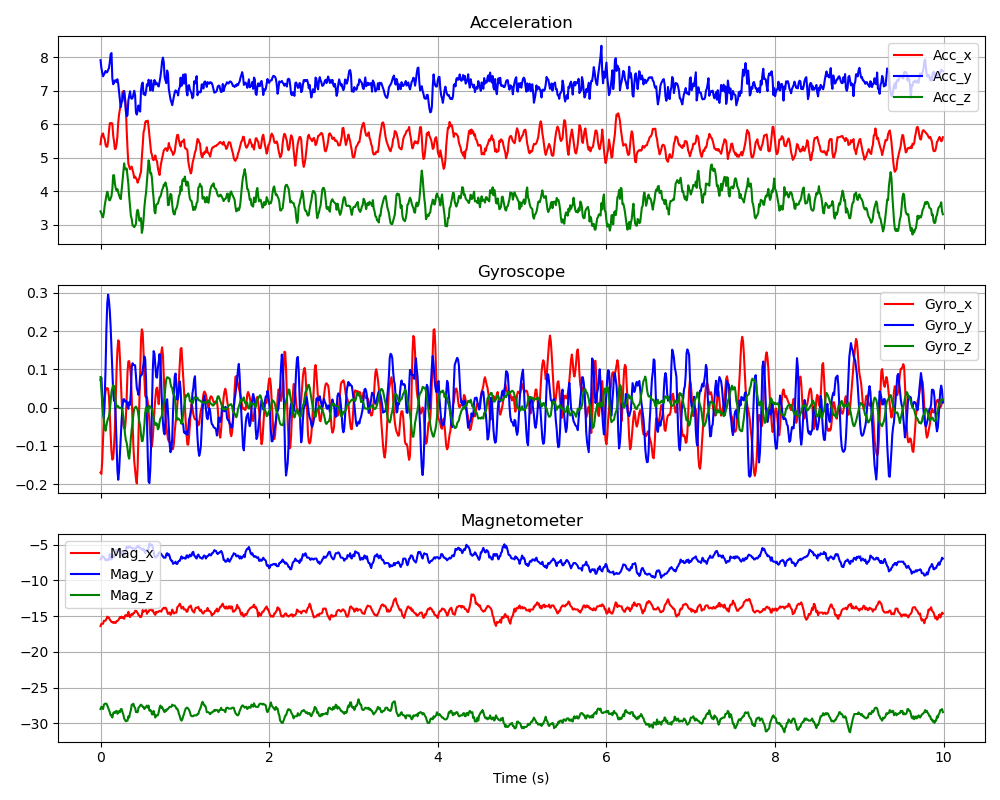 Acceleration
8
7
6
5
4
3
Acc_x
Acc_y
Acc_z
Gyroscope
0.3
0.2
0.1
0.0
−0.1
−0.2
Gyro_x
Gyro_y
Gyro_z
Magnetometer
−5
−10
−15
−20
−25
−30
Mag_x
Mag_y
Mag_z
0 2 4 6 8 10
Time (s)